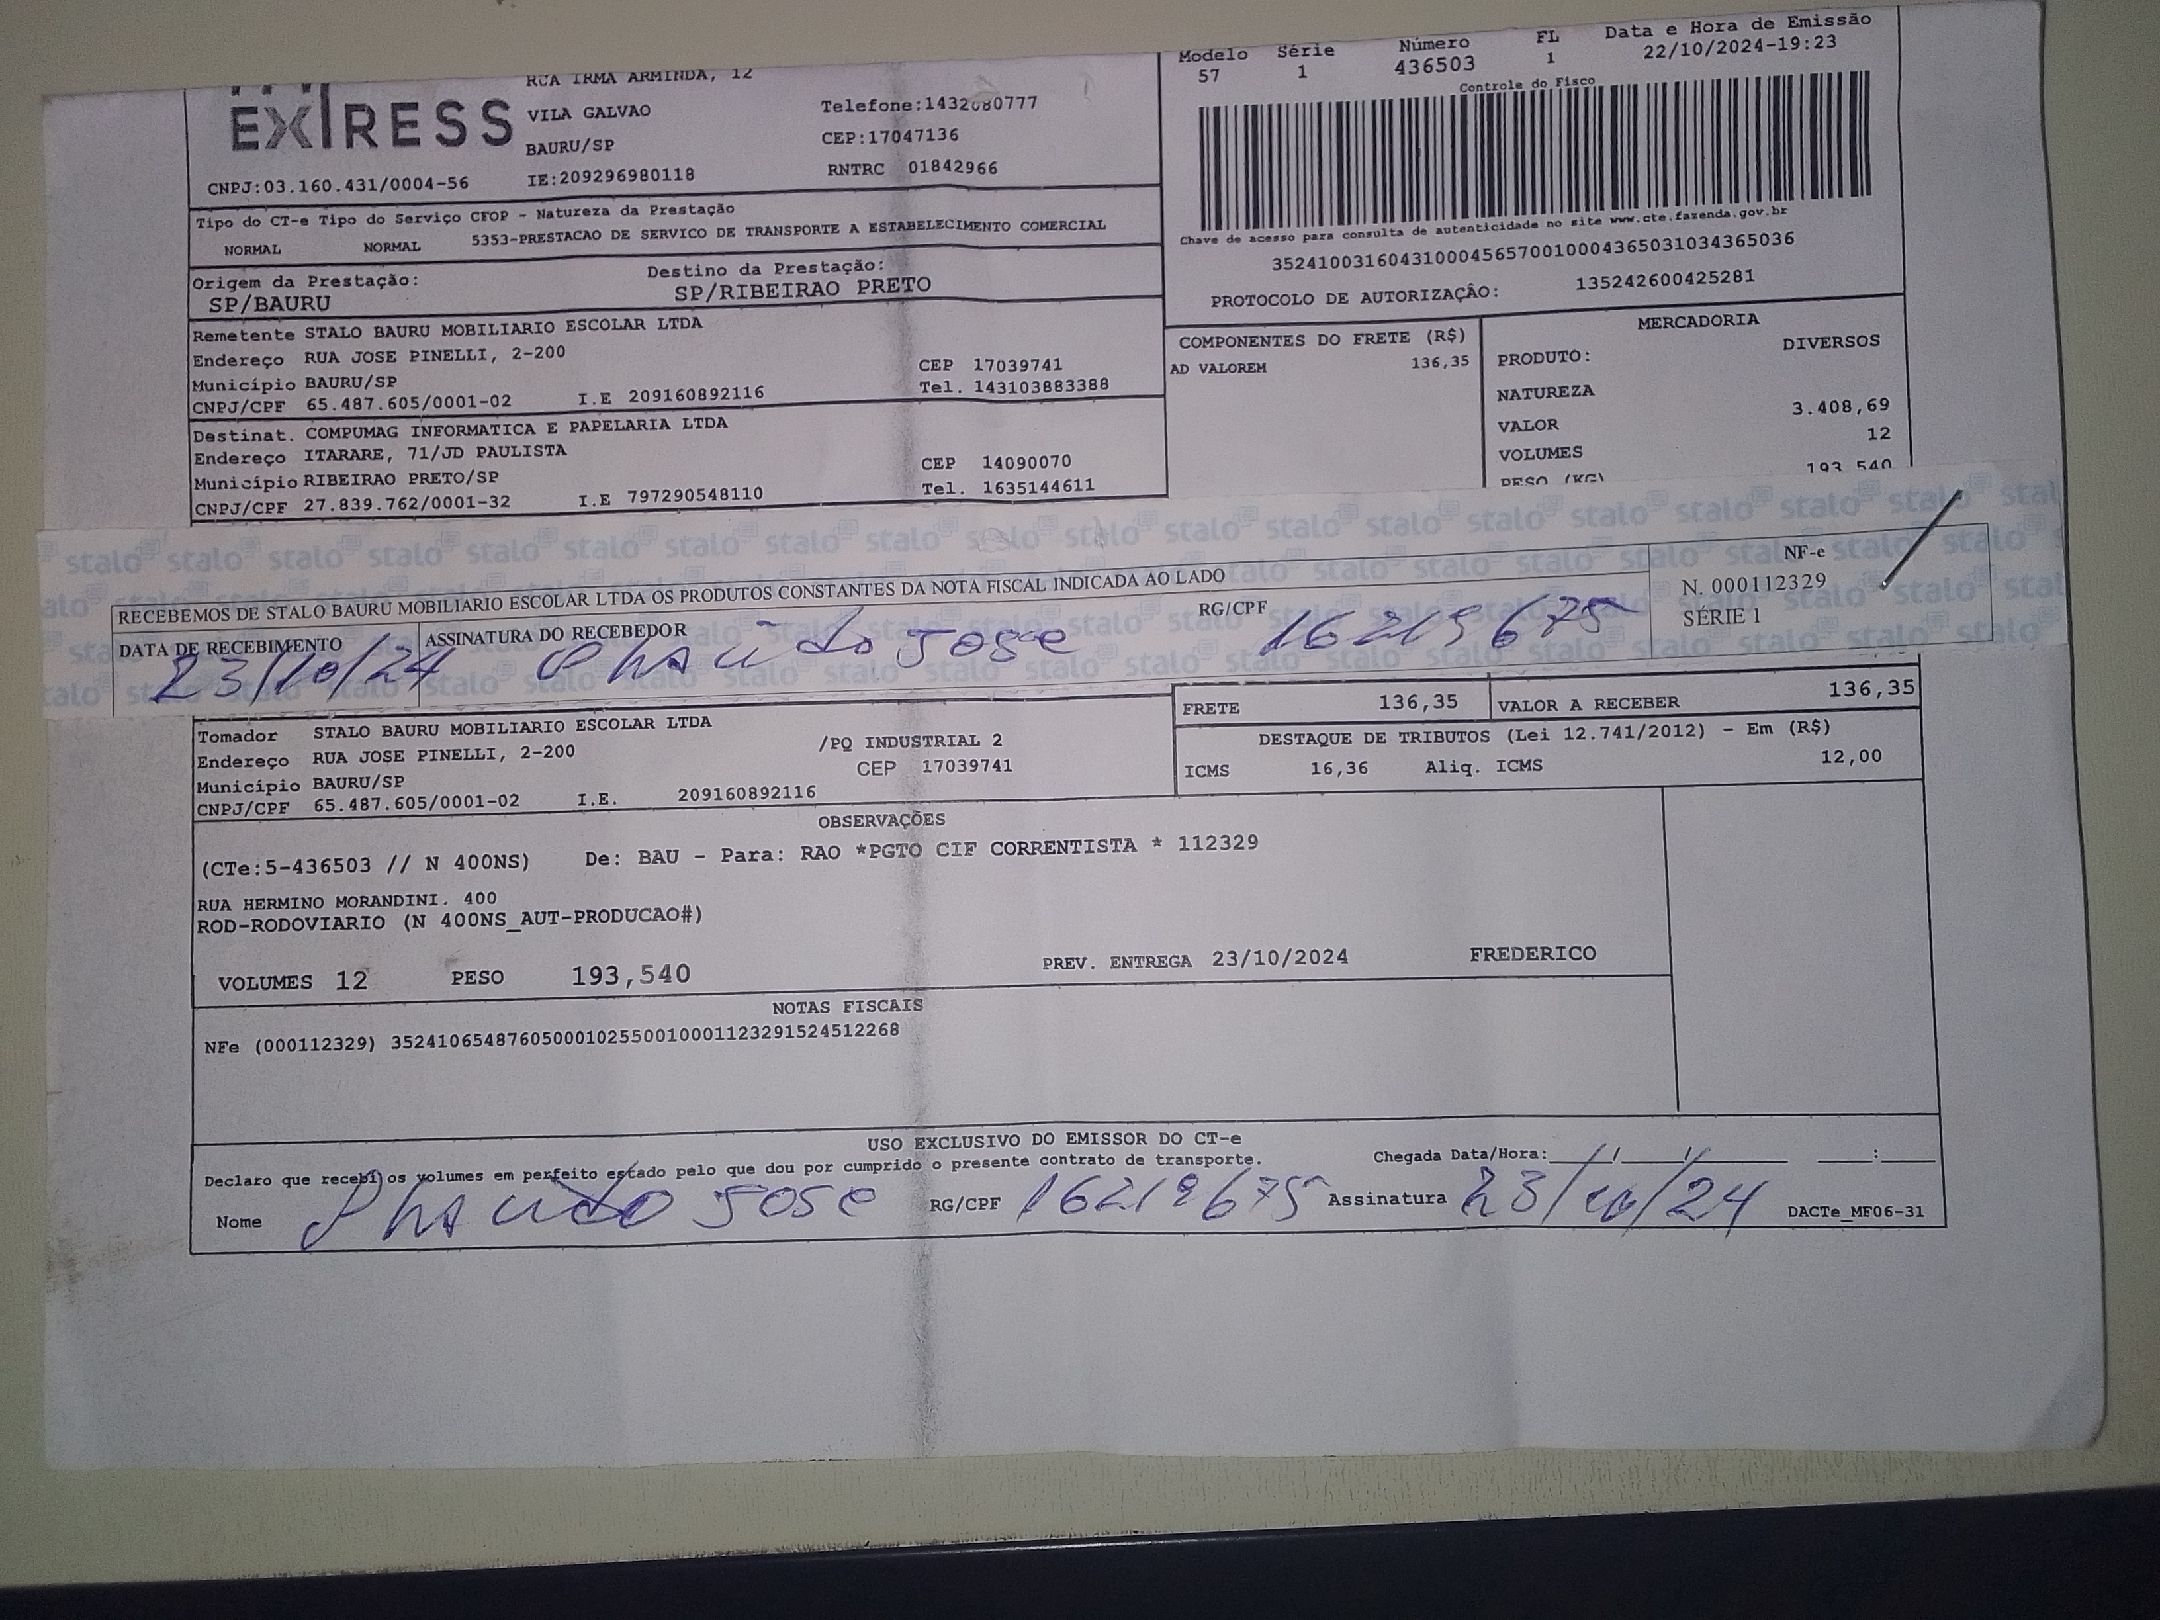 EXPRESS
RUA IRMA ARMINDA, 12
VILA GALVAO
BAURU/SP
IE:209296980118
Telefone:1432080777
CEP:17047136
RNTRC 01842966
CNPJ:03.160.431/0004-56
Modelo Série Número FL Data e Hora de Emissão
57 1 436503 1 22/10/2024-19:23
Controle do Fisco
Chave de acesso para consulta de autenticidade no site www.cte.fazenda.gov.br
35241003160431000456570010004365031034365036
PROTOCOLO DE AUTORIZAÇÂO: 135242600425281
Tipo do CT-e Tipo do Serviço CFOP - Natureza da Prestação
NORMAL NORMAL 5353-PRESTACAO DE SERVICO DE TRANSPORTE A ESTABELECIMENTO COMERCIAL
Origem da Prestação: Destino da Prestação:
SP/BAURU SP/RIBEIRAO PRETO
Remetente STALO BAURU MOBILIARIO ESCOLAR LTDA
Endereço RUA JOSE PINELLI, 2-200 CEP 17039741
Município BAURU/SP Tel. 143103883388
CNPJ/CPF 65.487.605/0001-02 I.E 209160892116
Destinat. COMPUMAG INFORMATICA E PAPELARIA LTDA
Endereço ITARARE, 71/JD PAULISTA CEP 14090070
Município RIBEIRAO PRETO/SP Tel. 1635144611
CNPJ/CPF 27.839.762/0001-32 I.E 797290548110
COMPONENTES DO FRETE (R$)
AD VALOREM 136,35
MERCADORIA
PRODUTO: DIVERSOS
NATUREZA
VALOR 3.408,69
VOLUMES 12
PESO (KG) 193,540
RECEBEMOS DE STALO BAURU MOBILIARIO ESCOLAR LTDA OS PRODUTOS CONSTANTES DA NOTA FISCAL INDICADA AO LADO
DATA DE RECEBIMENTO ASSINATURA DO RECEBEDOR RG/CPF
23/10/24 José 16219675
NF-e
N. 000112329
SÉRIE 1
stalo
FRETE 136,35 VALOR A RECEBER 136,35
DESTAQUE DE TRIBUTOS (Lei 12.741/2012) - Em (R$)
ICMS 16,36 Aliq. ICMS 12,00
Tomador STALO BAURU MOBILIARIO ESCOLAR LTDA
Endereço RUA JOSE PINELLI, 2-200 /PQ INDUSTRIAL 2
Município BAURU/SP CEP 17039741
CNPJ/CPF 65.487.605/0001-02 I.E. 209160892116
OBSERVAÇÕES
(CTe:5-436503 // N 400NS) De: BAU - Para: RAO *PGTO CIF CORRENTISTA * 112329
RUA HERMINO MORANDINI. 400
ROD-RODOVIARIO (N 400NS_AUT-PRODUCAO#)
VOLUMES 12 PESO 193,540 PREV. ENTREGA 23/10/2024 FREDERICO
NOTAS FISCAIS
NFe (000112329) 35241065487605000102550010001123291524512268
USO EXCLUSIVO DO EMISSOR DO CT-e
Declaro que recebi os volumes em perfeito estado pelo que dou por cumprido o presente contrato de transporte. Chegada Data/Hora:
Nome José RG/CPF 16219675 Assinatura 23/10/24 DACTe_MF06-31